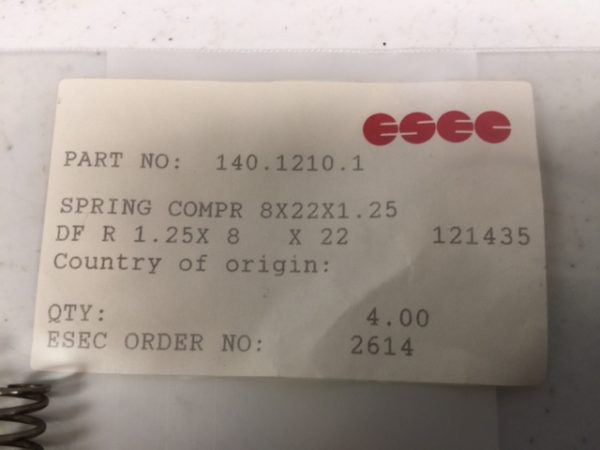 esec
PART NO: 140.1210.1
SPRING COMPR 8X22X1.25
DF R 1.25X 8 X 22 121435
Country of origin:
QTY: 4.00
ESEC ORDER NO: 2614